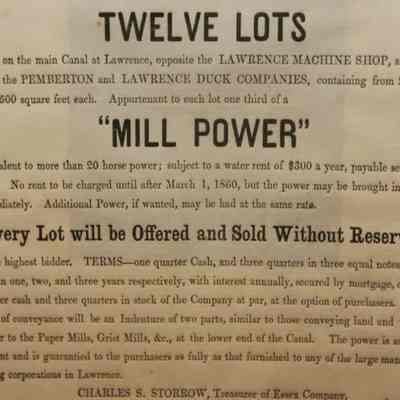 TWELVE LOTS
on the main Canal at Lawrence, opposite the LAWRENCE MACHINE SHOP, a
the PEMBERTON and LAWRENCE DUCK COMPANIES, containing from
500 square feet each. Appurtenant to each lot one third of a
"MILL POWER"
alent to more than 20 horse power; subject to a water rent of $300 a year, payable se
No rent to be charged until after March 1, 1860, but the power may be brought in
diately. Additional Power, if wanted, may be had at the same rate.
very Lot will be Offered and Sold Without Reser
e highest bidder. TERMS—one quarter Cash, and three quarters in three equal notes
n one, two, and three years respectively, with interest annually, secured by mortgage, o
er cash and three quarters in stock of the Company at par, at the option of purchasers.
of conveyance will be an Indenture of two parts, similar to those conveying land and
r to the Paper Mills, Grist Mills, &c., at the lower end of the Canal. The power is
nt and is guarantied to the purchasers as fully as that furnished to any of the large man
ng corporations in Lawrence.
CHARLES S. STORROW, Treasurer of Essex Company,